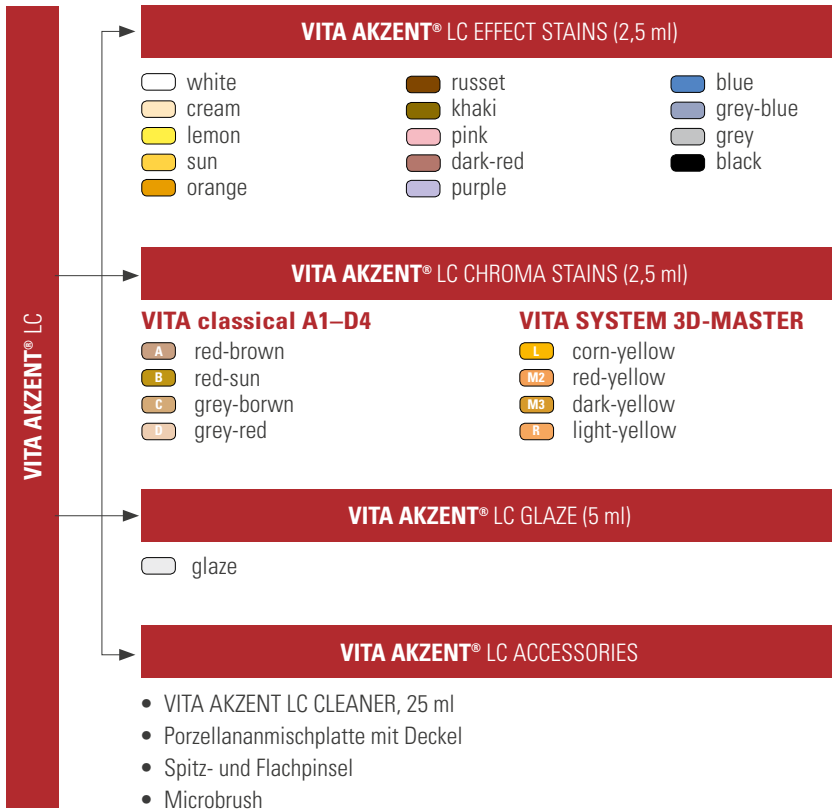 VITA AKZENT® LC
VITA AKZENT® LC EFFECT STAINS (2,5 ml)
white
cream
lemon
sun
orange
russet
khaki
pink
dark-red
purple
blue
grey-blue
grey
black
VITA AKZENT® LC CHROMA STAINS (2,5 ml)
VITA classical A1–D4
A red-brown
B red-sun
C grey-borwn
D grey-red
VITA SYSTEM 3D-MASTER
L corn-yellow
M2 red-yellow
M3 dark-yellow
R light-yellow
VITA AKZENT® LC GLAZE (5 ml)
glaze
VITA AKZENT® LC ACCESSORIES
• VITA AKZENT LC CLEANER, 25 ml
• Porzellananmischplatte mit Deckel
• Spitz- und Flachpinsel
• Microbrush